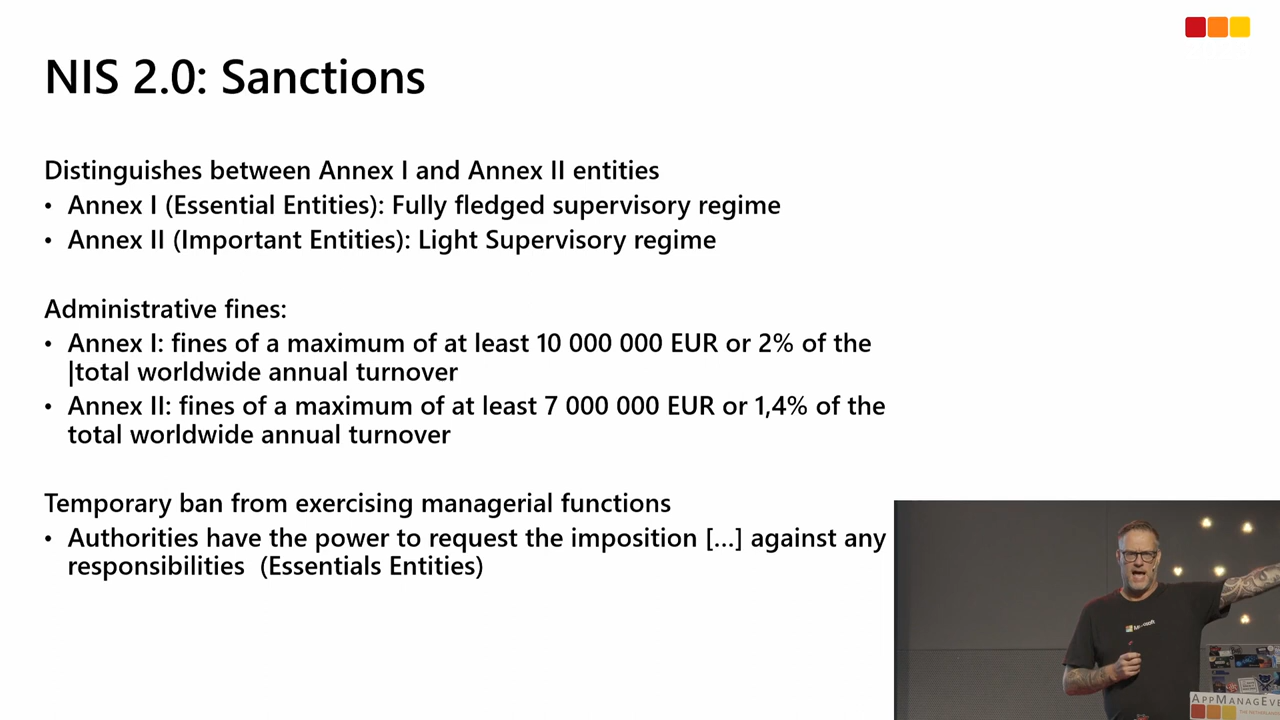 NIS 2.0: Sanctions
Distinguishes between Annex I and Annex II entities
• Annex I (Essential Entities): Fully fledged supervisory regime
• Annex II (Important Entities): Light Supervisory regime
Administrative fines:
• Annex I: fines of a maximum of at least 10 000 000 EUR or 2% of the
|total worldwide annual turnover
• Annex II: fines of a maximum of at least 7 000 000 EUR or 1,4% of the
total worldwide annual turnover
Temporary ban from exercising managerial functions
• Authorities have the power to request the imposition [...] against any
responsibilities (Essentials Entities)
Microsoft
APPMANAGEV